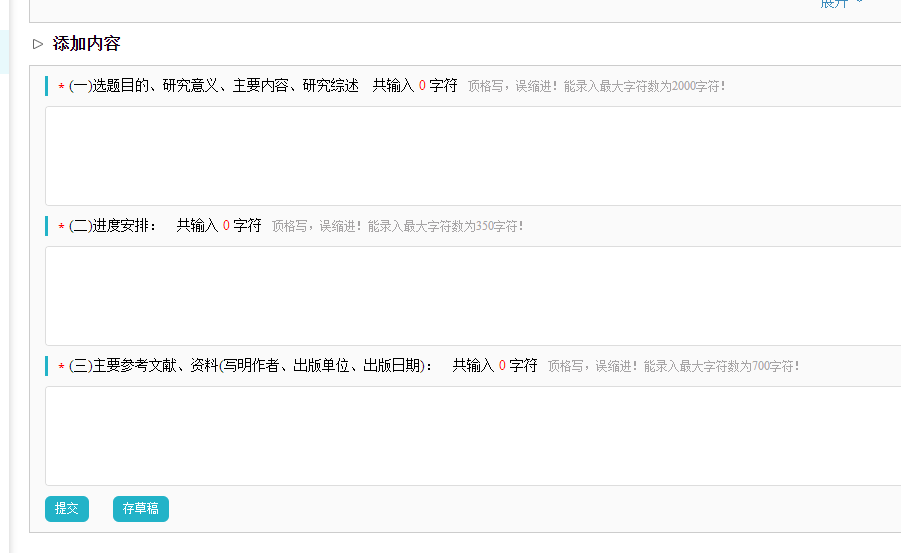 展开
添加内容
* (一)选题目的、研究意义、主要内容、研究综述 共输入 0 字符 顶格写，误缩进！能录入最大字符数为2000字符！
* (二)进度安排： 共输入 0 字符 顶格写，误缩进！能录入最大字符数为350字符！
* (三)主要参考文献、资料(写明作者、出版单位、出版日期)： 共输入 0 字符 顶格写，误缩进！能录入最大字符数为700字符！
提交 存草稿